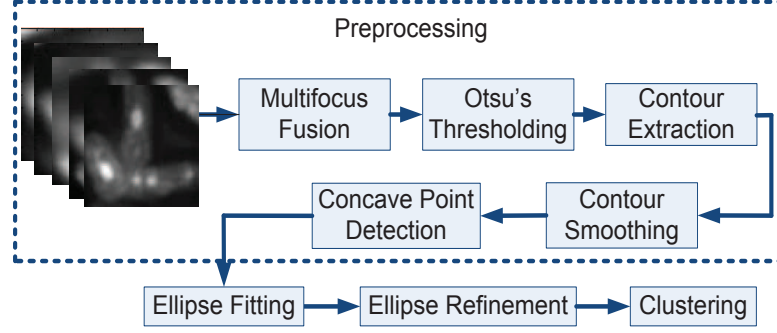 Preprocessing
Multifocus
Fusion
Otsu's
Thresholding
Contour
Extraction
Contour
Smoothing
Concave Point
Detection
Ellipse Fitting
Ellipse Refinement
Clustering